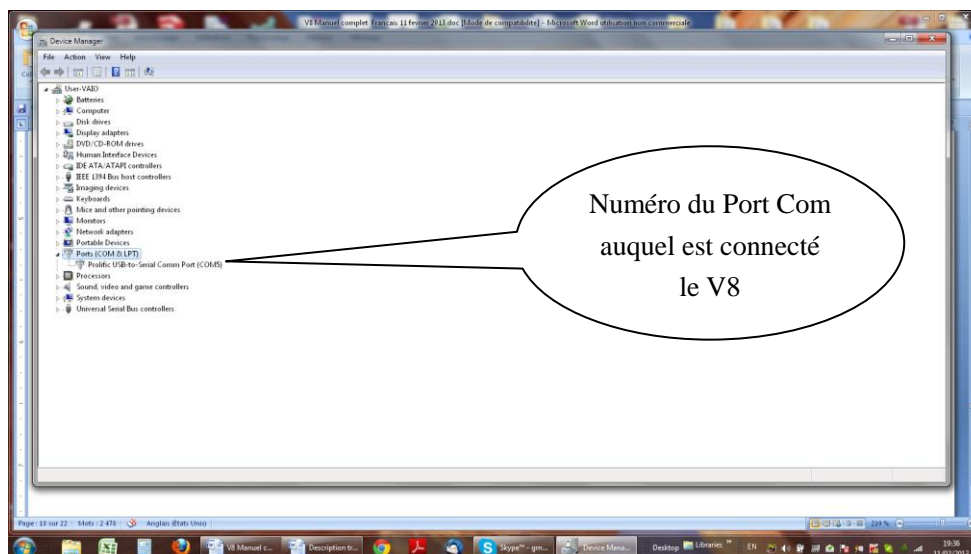 V8 Manuel complet Francais 11 fevrier 2013.doc [Mode de compatibilité] - Microsoft Word utilisation non commerciale
Device Manager
File Action View Help
User-VAIO
Batteries
Computer
Disk drives
Display adapters
DVD/CD-ROM drives
Human Interface Devices
IDE ATA/ATAPI controllers
IEEE 1394 Bus host controllers
Imaging devices
Keyboards
Mice and other pointing devices
Monitors
Network adapters
Portable Devices
Ports (COM & LPT)
Prolific USB-to-Serial Comm Port (COM5)
Processors
Sound, video and game controllers
System devices
Universal Serial Bus controllers
Numéro du Port Com
auquel est connecté
le V8
Page : 18 sur 22 Mots : 2 478 Anglais (États Unis) 210 %
V8 Manuel c... Description tr... Skype™ - gm... Device Mana... Desktop Libraries EN 19:36